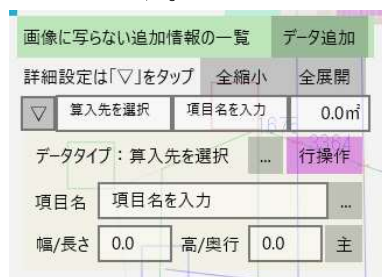 画像に写らない追加情報の一覧 データ追加
詳細設定は「▽」をタップ 全縮小 全展開
▽ 算入先を選択 項目名を入力 0.0㎡
データタイプ：算入先を選択 ... 行操作
項目名 項目名を入力 ...
幅/長さ 0.0 高/奥行 0.0 主